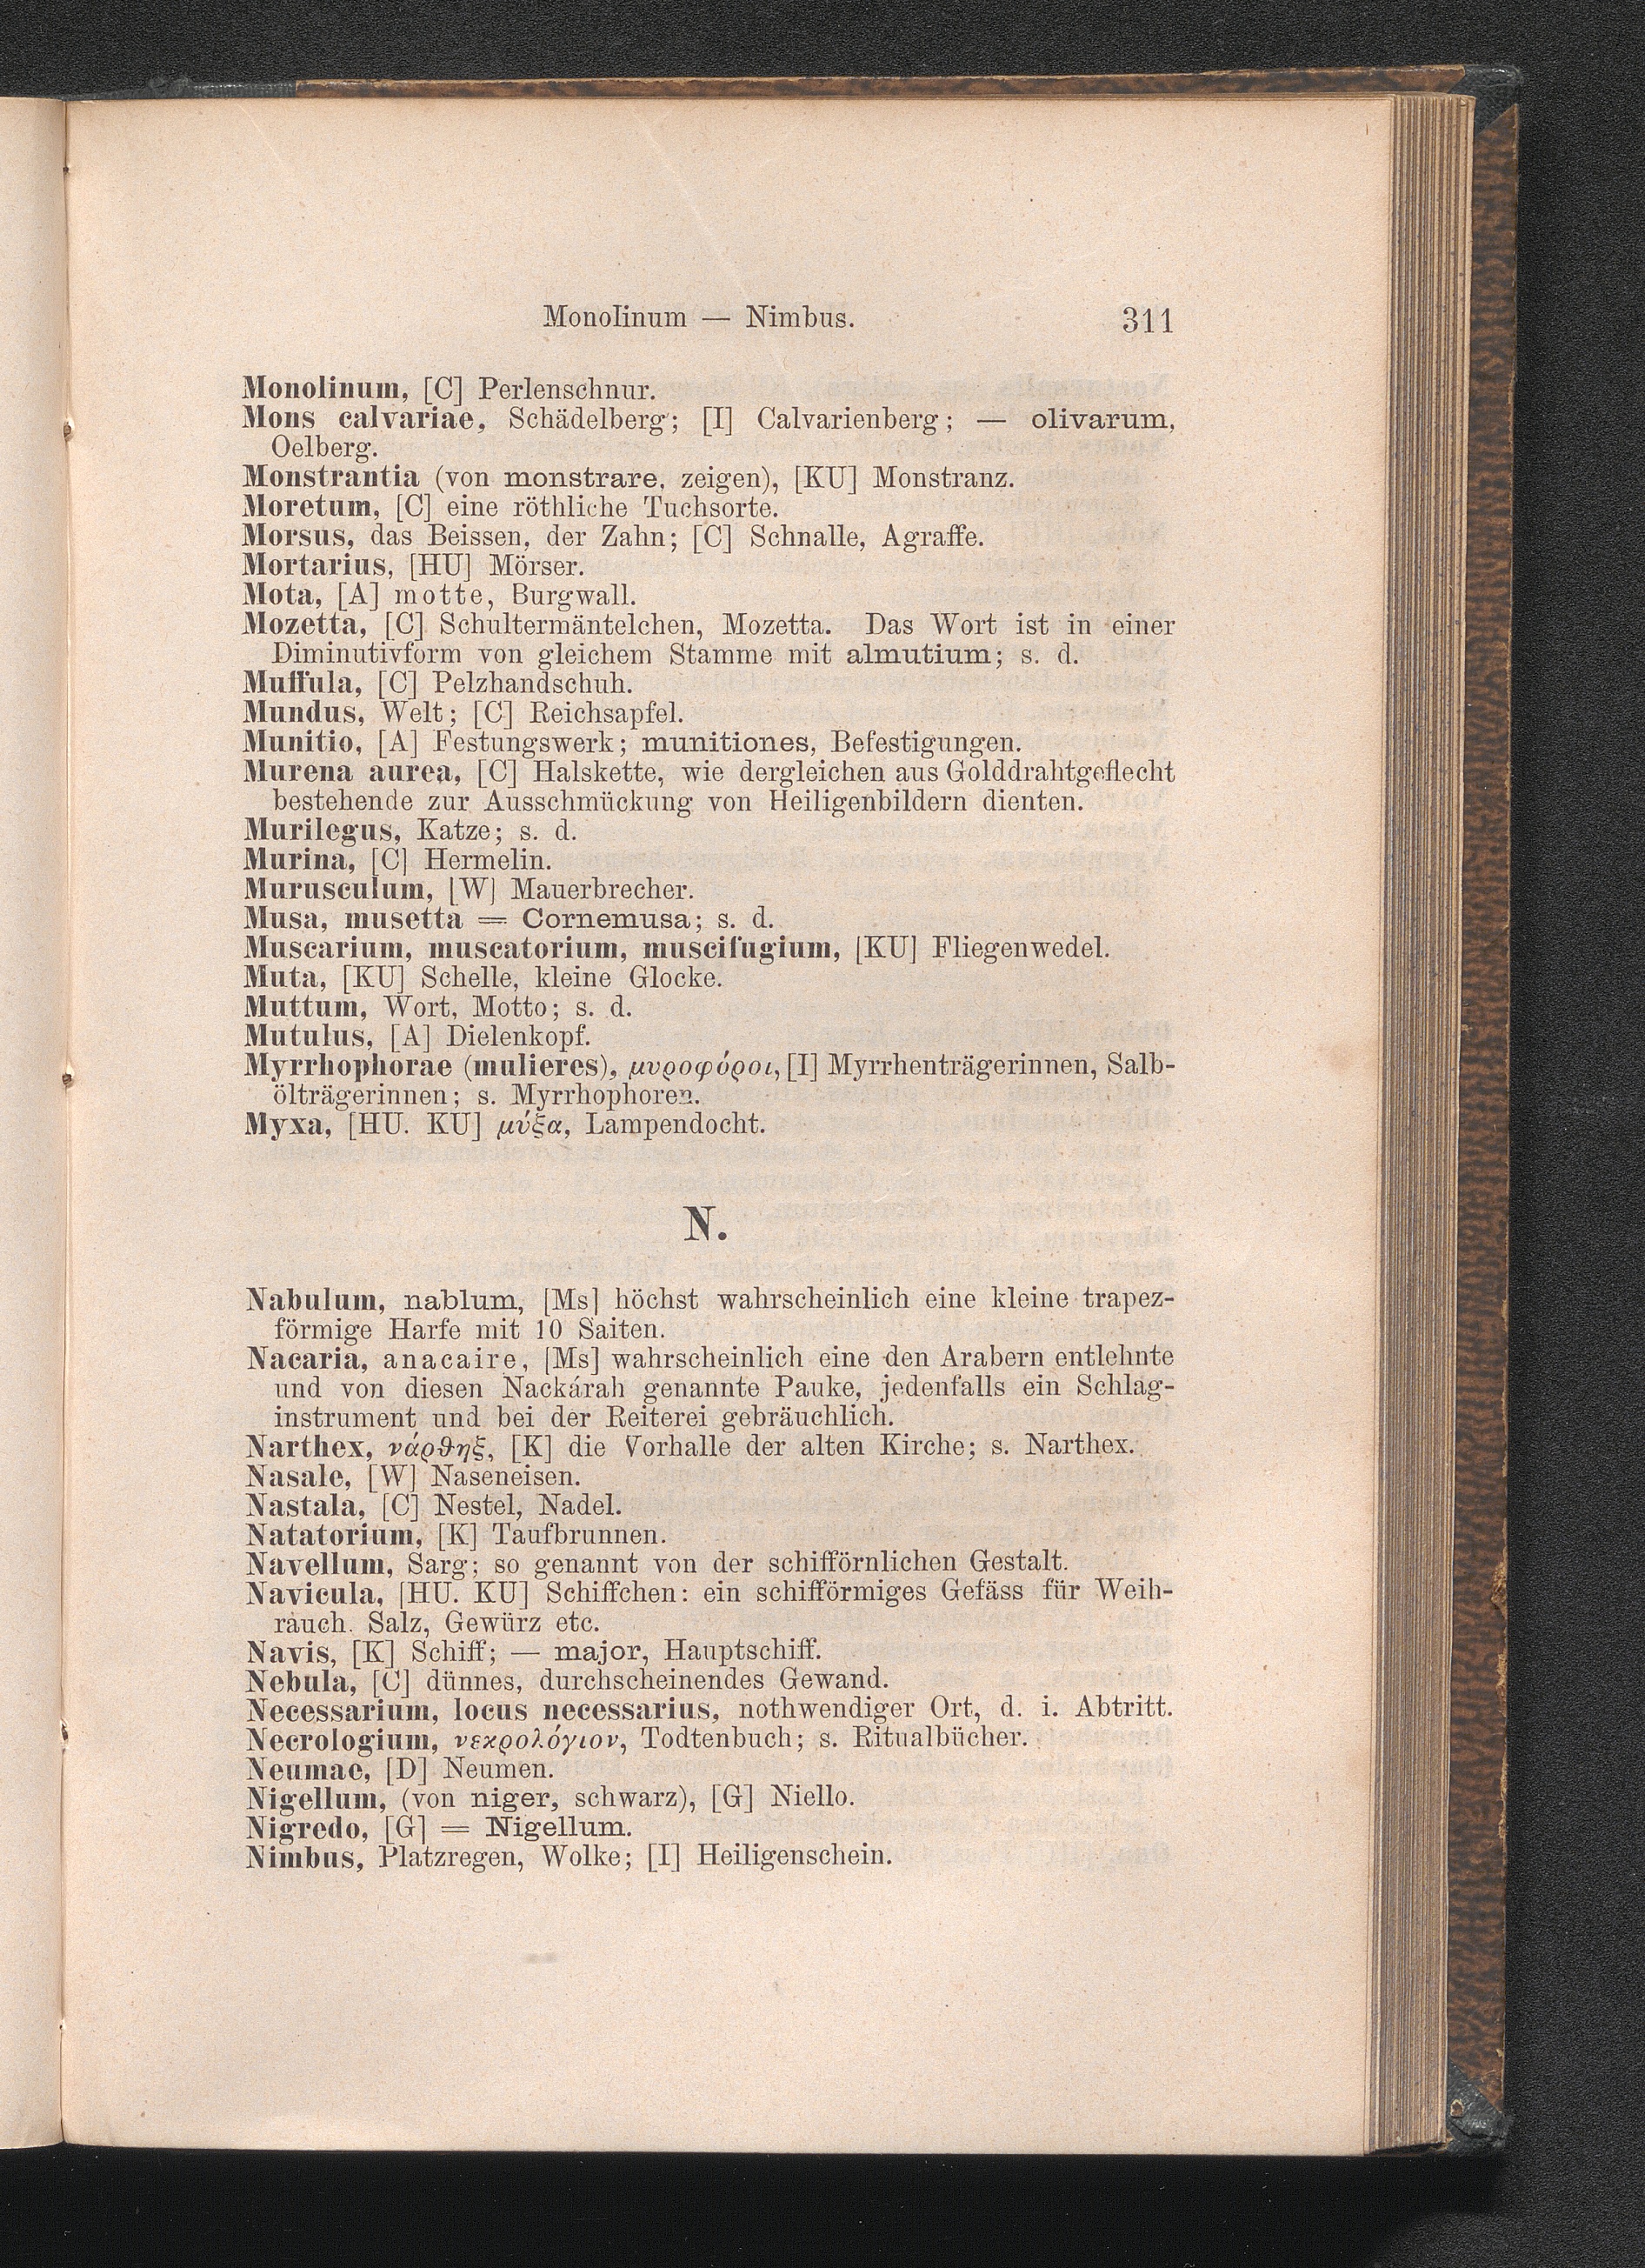 Monolinum — Nimbus. 311
Monolinum, [C] Perlenschnur.
Mons calvariae, Schädelberg; [I] Calvarienberg; — olivarum,
Oelberg.
Monstrantia (von monstrare, zeigen), [KU] Monstranz.
Moretum, [C] eine röthliche Tuchsorte.
Morsus, das Beissen, der Zahn; [C] Schnalle, Agraffe.
Mortarius, [HU] Mörser.
Mota, [A] motte, Burgwall.
Mozetta, [C] Schultermäntelchen, Mozetta. Das Wort ist in einer
Diminutivform von gleichem Stamme mit almutium; s. d.
Muffula, [C] Pelzhandschuh.
Mundus, Welt; [C] Reichsapfel.
Munitio, [A] Festungswerk; munitiones, Befestigungen.
Murena aurea, [C] Halskette, wie dergleichen aus Golddrahtgeflecht
bestehende zur Ausschmückung von Heiligenbildern dienten.
Murilegus, Katze; s. d.
Murina, [C] Hermelin.
Murusculum, [W] Mauerbrecher.
Musa, musetta = Cornemusa; s. d.
Muscarium, muscatorium, muscifugium, [KU] Fliegenwedel.
Muta, [KU] Schelle, kleine Glocke.
Muttum, Wort, Motto; s. d.
Mutulus, [A] Dielenkopf.
Myrrhophorae (mulieres), μυροφόροι, [I] Myrrhenträgerinnen, Salb-
ölträgerinnen; s. Myrrhophoren.
Myxa, [HU. KU] μύξα, Lampendocht.
N.
Nabulum, nablum, [Ms] höchst wahrscheinlich eine kleine trapez-
förmige Harfe mit 10 Saiten.
Nacaria, anacaire, [Ms] wahrscheinlich eine den Arabern entlehnte
und von diesen Nackárah genannte Pauke, jedenfalls ein Schlag-
instrument und bei der Reiterei gebräuchlich.
Narthex, νάρθηξ, [K] die Vorhalle der alten Kirche; s. Narthex.
Nasale, [W] Naseneisen.
Nastala, [C] Nestel, Nadel.
Natatorium, [K] Taufbrunnen.
Navellum, Sarg; so genannt von der schiffförnlichen Gestalt.
Navicula, [HU. KU] Schiffchen: ein schiffförmiges Gefäss für Weih-
rauch, Salz, Gewürz etc.
Navis, [K] Schiff; — major, Hauptschiff.
Nebula, [C] dünnes, durchscheinendes Gewand.
Necessarium, locus necessarius, nothwendiger Ort, d. i. Abtritt.
Necrologium, νεκρολόγιον, Todtenbuch; s. Ritualbücher.
Neumae, [D] Neumen.
Nigellum, (von niger, schwarz), [G] Niello.
Nigredo, [G] = Nigellum.
Nimbus, Platzregen, Wolke; [I] Heiligenschein.